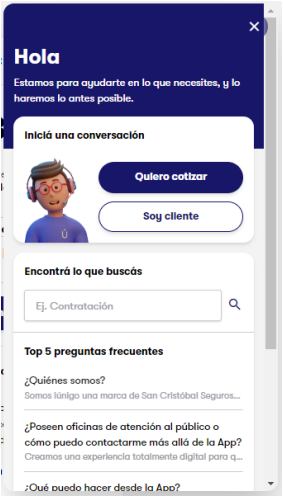 Hola
Estamos para ayudarte en lo que necesites, y lo
haremos lo antes posible.
Iniciá una conversación
Quiero cotizar
Soy cliente
Encontrá lo que buscás
Ej. Contratación
Top 5 preguntas frecuentes
¿Quiénes somos?
Somos Iúnigo una marca de San Cristóbal Seguros...
¿Poseen oficinas de atención al público o
cómo puedo contactarme más allá de la App?
Creamos una experiencia totalmente digital para q...
¿Qué puedo hacer desde la App?